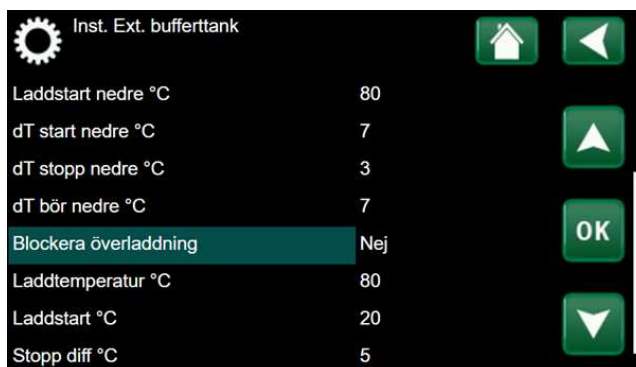 Inst. Ext. bufferttank
Laddstart nedre °C 80
dT start nedre °C 7
dT stopp nedre °C 3
dT bör nedre °C 7
Blockera överladdning Nej
OK
Laddtemperatur °C 80
Laddstart °C 20
Stopp diff °C 5